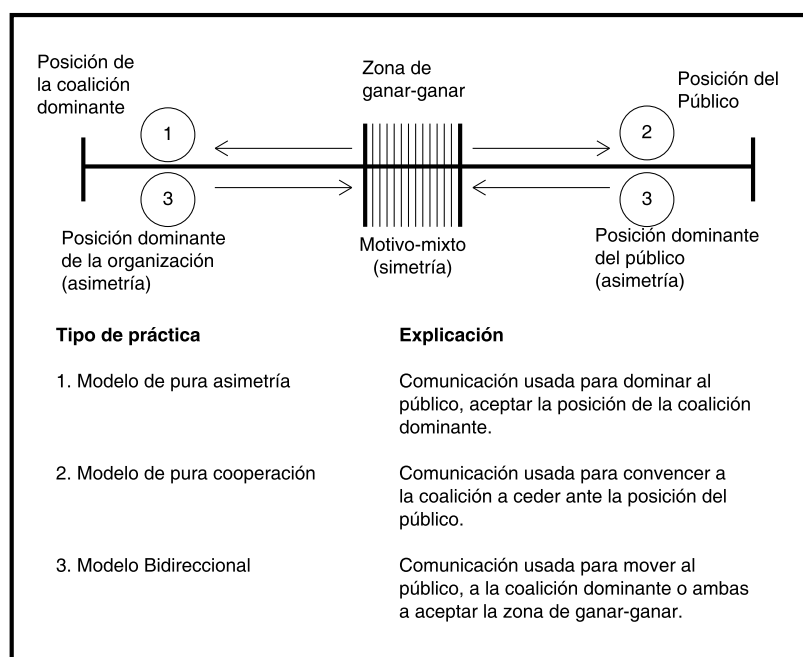 Posición de
la coalición
dominante
Zona de
ganar-ganar
Posición del
Público
1
2
3
3
Posición dominante
de la organización
(asimetría)
Motivo-mixto
(simetría)
Posición dominante
del público
(asimetría)
Tipo de práctica
Explicación
1. Modelo de pura asimetría
Comunicación usada para dominar al
público, aceptar la posición de la coalición
dominante.
2. Modelo de pura cooperación
Comunicación usada para convencer a
la coalición a ceder ante la posición del
público.
3. Modelo Bidireccional
Comunicación usada para mover al
público, a la coalición dominante o ambas
a aceptar la zona de ganar-ganar.